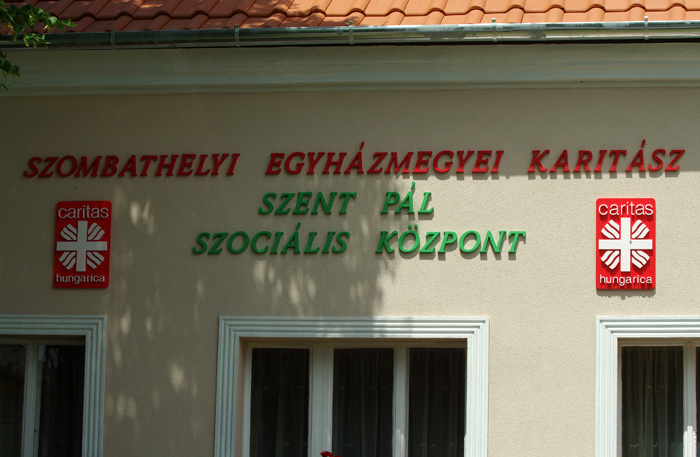 SZOMBATHELYI EGYHÁZMEGYEI KARITÁSZ
SZENT PÁL
SZOCIÁLIS KÖZPONT
caritas
hungarica
caritas
hungarica